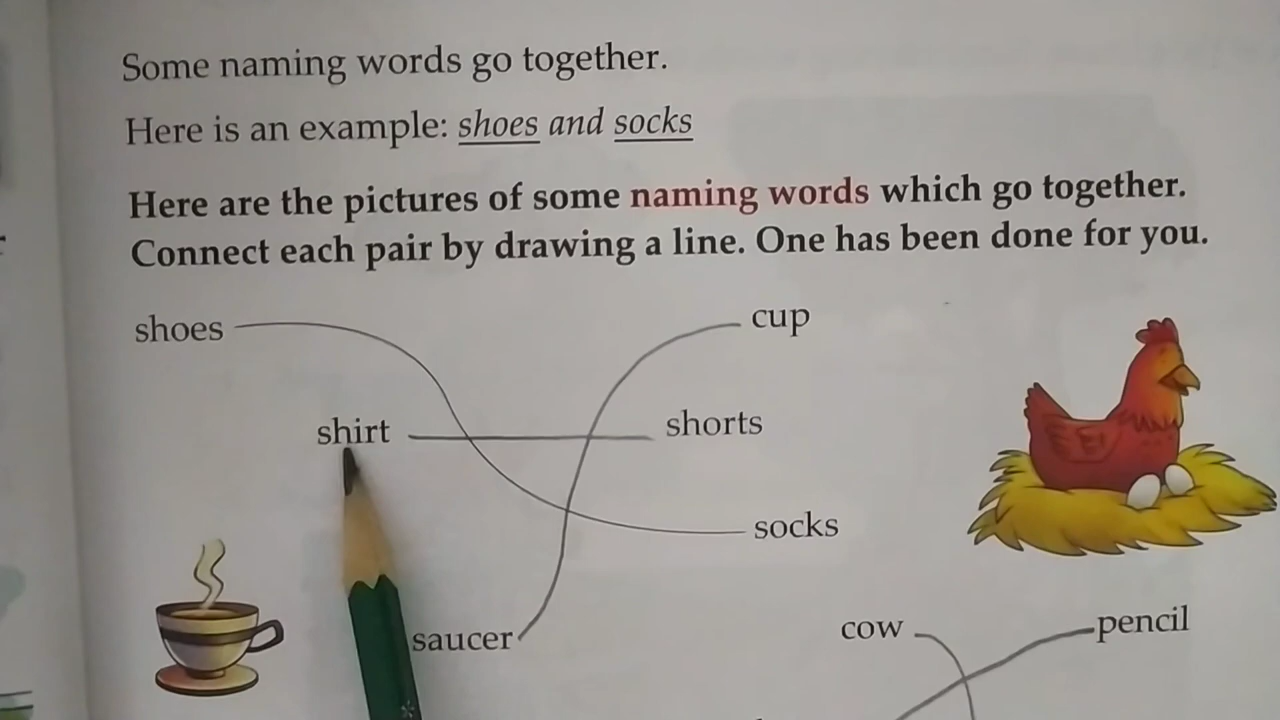 Some naming words go together.
Here is an example: shoes and socks
Here are the pictures of some naming words which go together.
Connect each pair by drawing a line. One has been done for you.
shoes cup
shirt shorts
socks
cow pencil
saucer